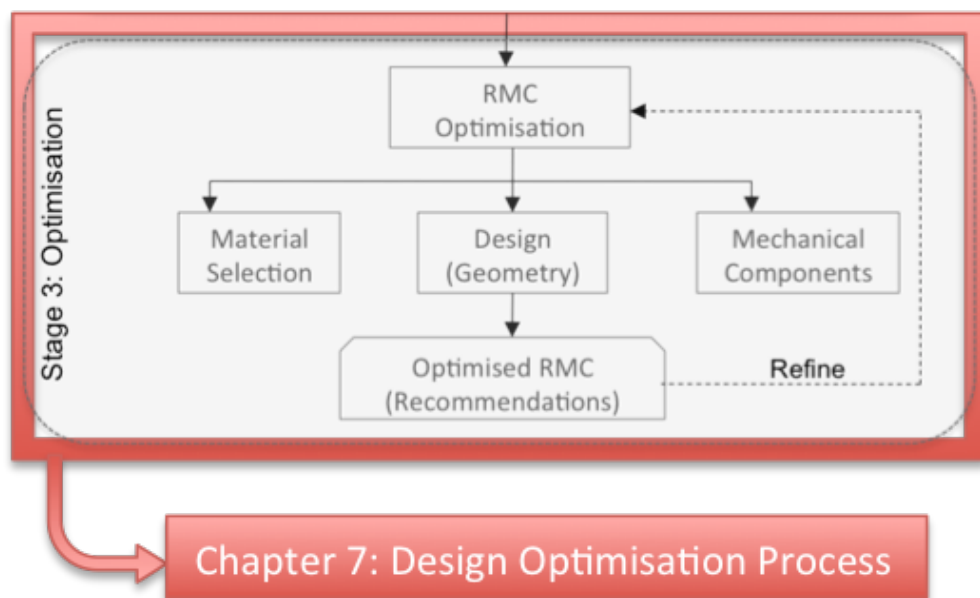 Stage 3: Optimisation
RMC
Optimisation
Material
Selection
Design
(Geometry)
Mechanical
Components
Optimised RMC
(Recommendations)
Refine
Chapter 7: Design Optimisation Process